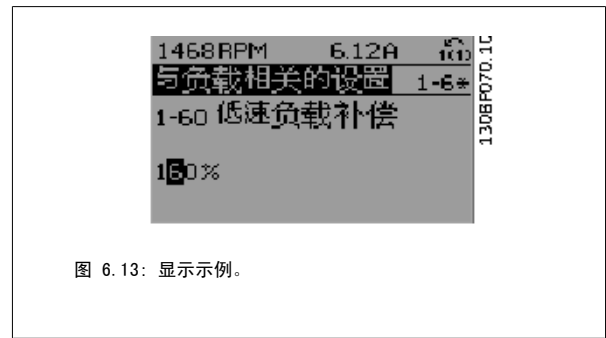 1468RPM 6.12A 1(1)
与负载相关的设置 1-6*
1-60 低速负载补偿
160%
130BP070.10
图 6.13: 显示示例。